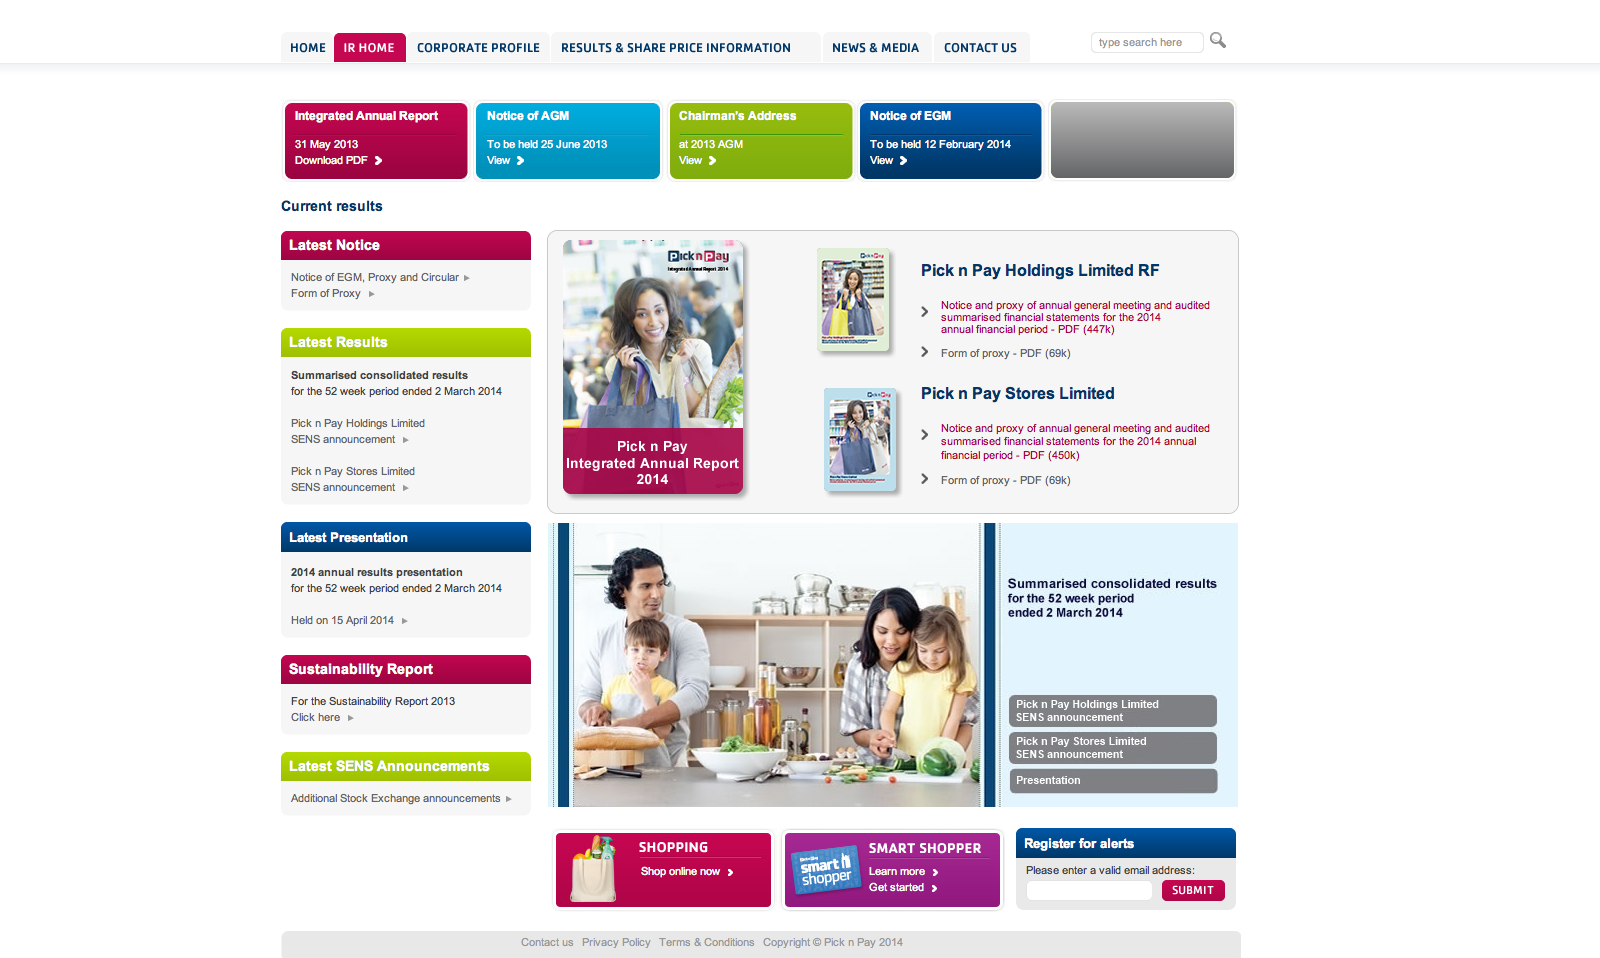 HOME
IR HOME
CORPORATE PROFILE
RESULTS & SHARE PRICE INFORMATION
NEWS & MEDIA
CONTACT US
type search here
Integrated Annual Report
31 May 2013
Download PDF
Notice of AGM
To be held 25 June 2013
View
Chairman's Address
at 2013 AGM
View
Notice of EGM
To be held 12 February 2014
View
Current results
Latest Notice
Notice of EGM, Proxy and Circular
Form of Proxy
Latest Results
Summarised consolidated results
for the 52 week period ended 2 March 2014
Pick n Pay Holdings Limited
SENS announcement
Pick n Pay Stores Limited
SENS announcement
Latest Presentation
2014 annual results presentation
for the 52 week period ended 2 March 2014
Held on 15 April 2014
Sustainability Report
For the Sustainability Report 2013
Click here
Latest SENS Announcements
Additional Stock Exchange announcements
Pick n Pay
Integrated Annual Report 2014
Pick n Pay
Integrated Annual Report
2014
Pick n Pay
Pick n Pay Holdings Limited RF
Notice and proxy of annual general meeting and audited
summarised financial statements for the 2014
annual financial period - PDF (447k)
Form of proxy - PDF (69k)
Pick n Pay
Pick n Pay Stores Limited
Notice and proxy of annual general meeting and audited
summarised financial statements for the 2014 annual
financial period - PDF (450k)
Form of proxy - PDF (69k)
Summarised consolidated results
for the 52 week period
ended 2 March 2014
Pick n Pay Holdings Limited
SENS announcement
Pick n Pay Stores Limited
SENS announcement
Presentation
SHOPPING
Shop online now
Pick n Pay
smart
shopper
SMART SHOPPER
Learn more
Get started
Register for alerts
Please enter a valid email address:
SUBMIT
Contact us Privacy Policy Terms & Conditions Copyright © Pick n Pay 2014